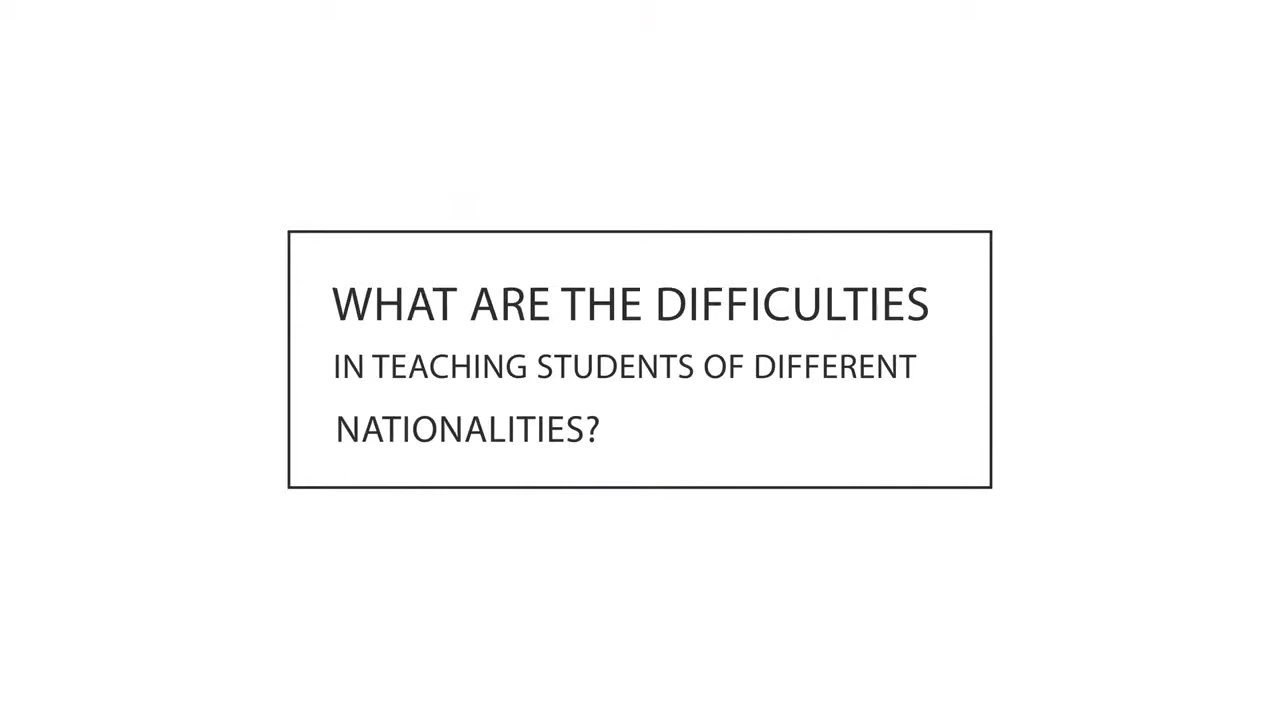 WHAT ARE THE DIFFICULTIES
IN TEACHING STUDENTS OF DIFFERENT
NATIONALITIES?